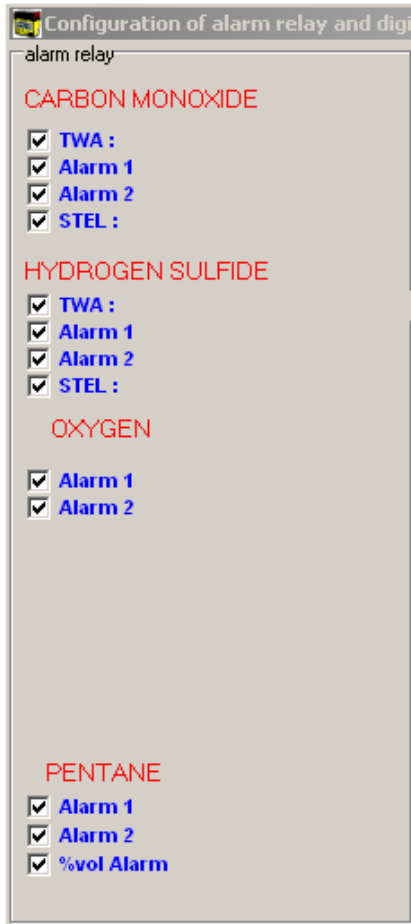 Configuration of alarm relay and digi
alarm relay
CARBON MONOXIDE
TWA :
Alarm 1
Alarm 2
STEL :
HYDROGEN SULFIDE
TWA :
Alarm 1
Alarm 2
STEL :
OXYGEN
Alarm 1
Alarm 2
PENTANE
Alarm 1
Alarm 2
%vol Alarm